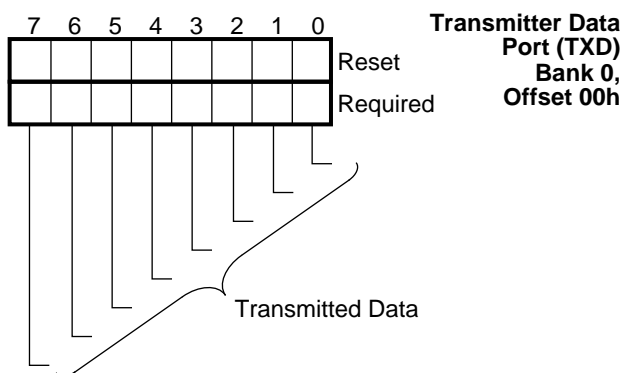 7 6 5 4 3 2 1 0
Transmitter Data
Port (TXD)
Bank 0,
Offset 00h
Reset
Required
Transmitted Data